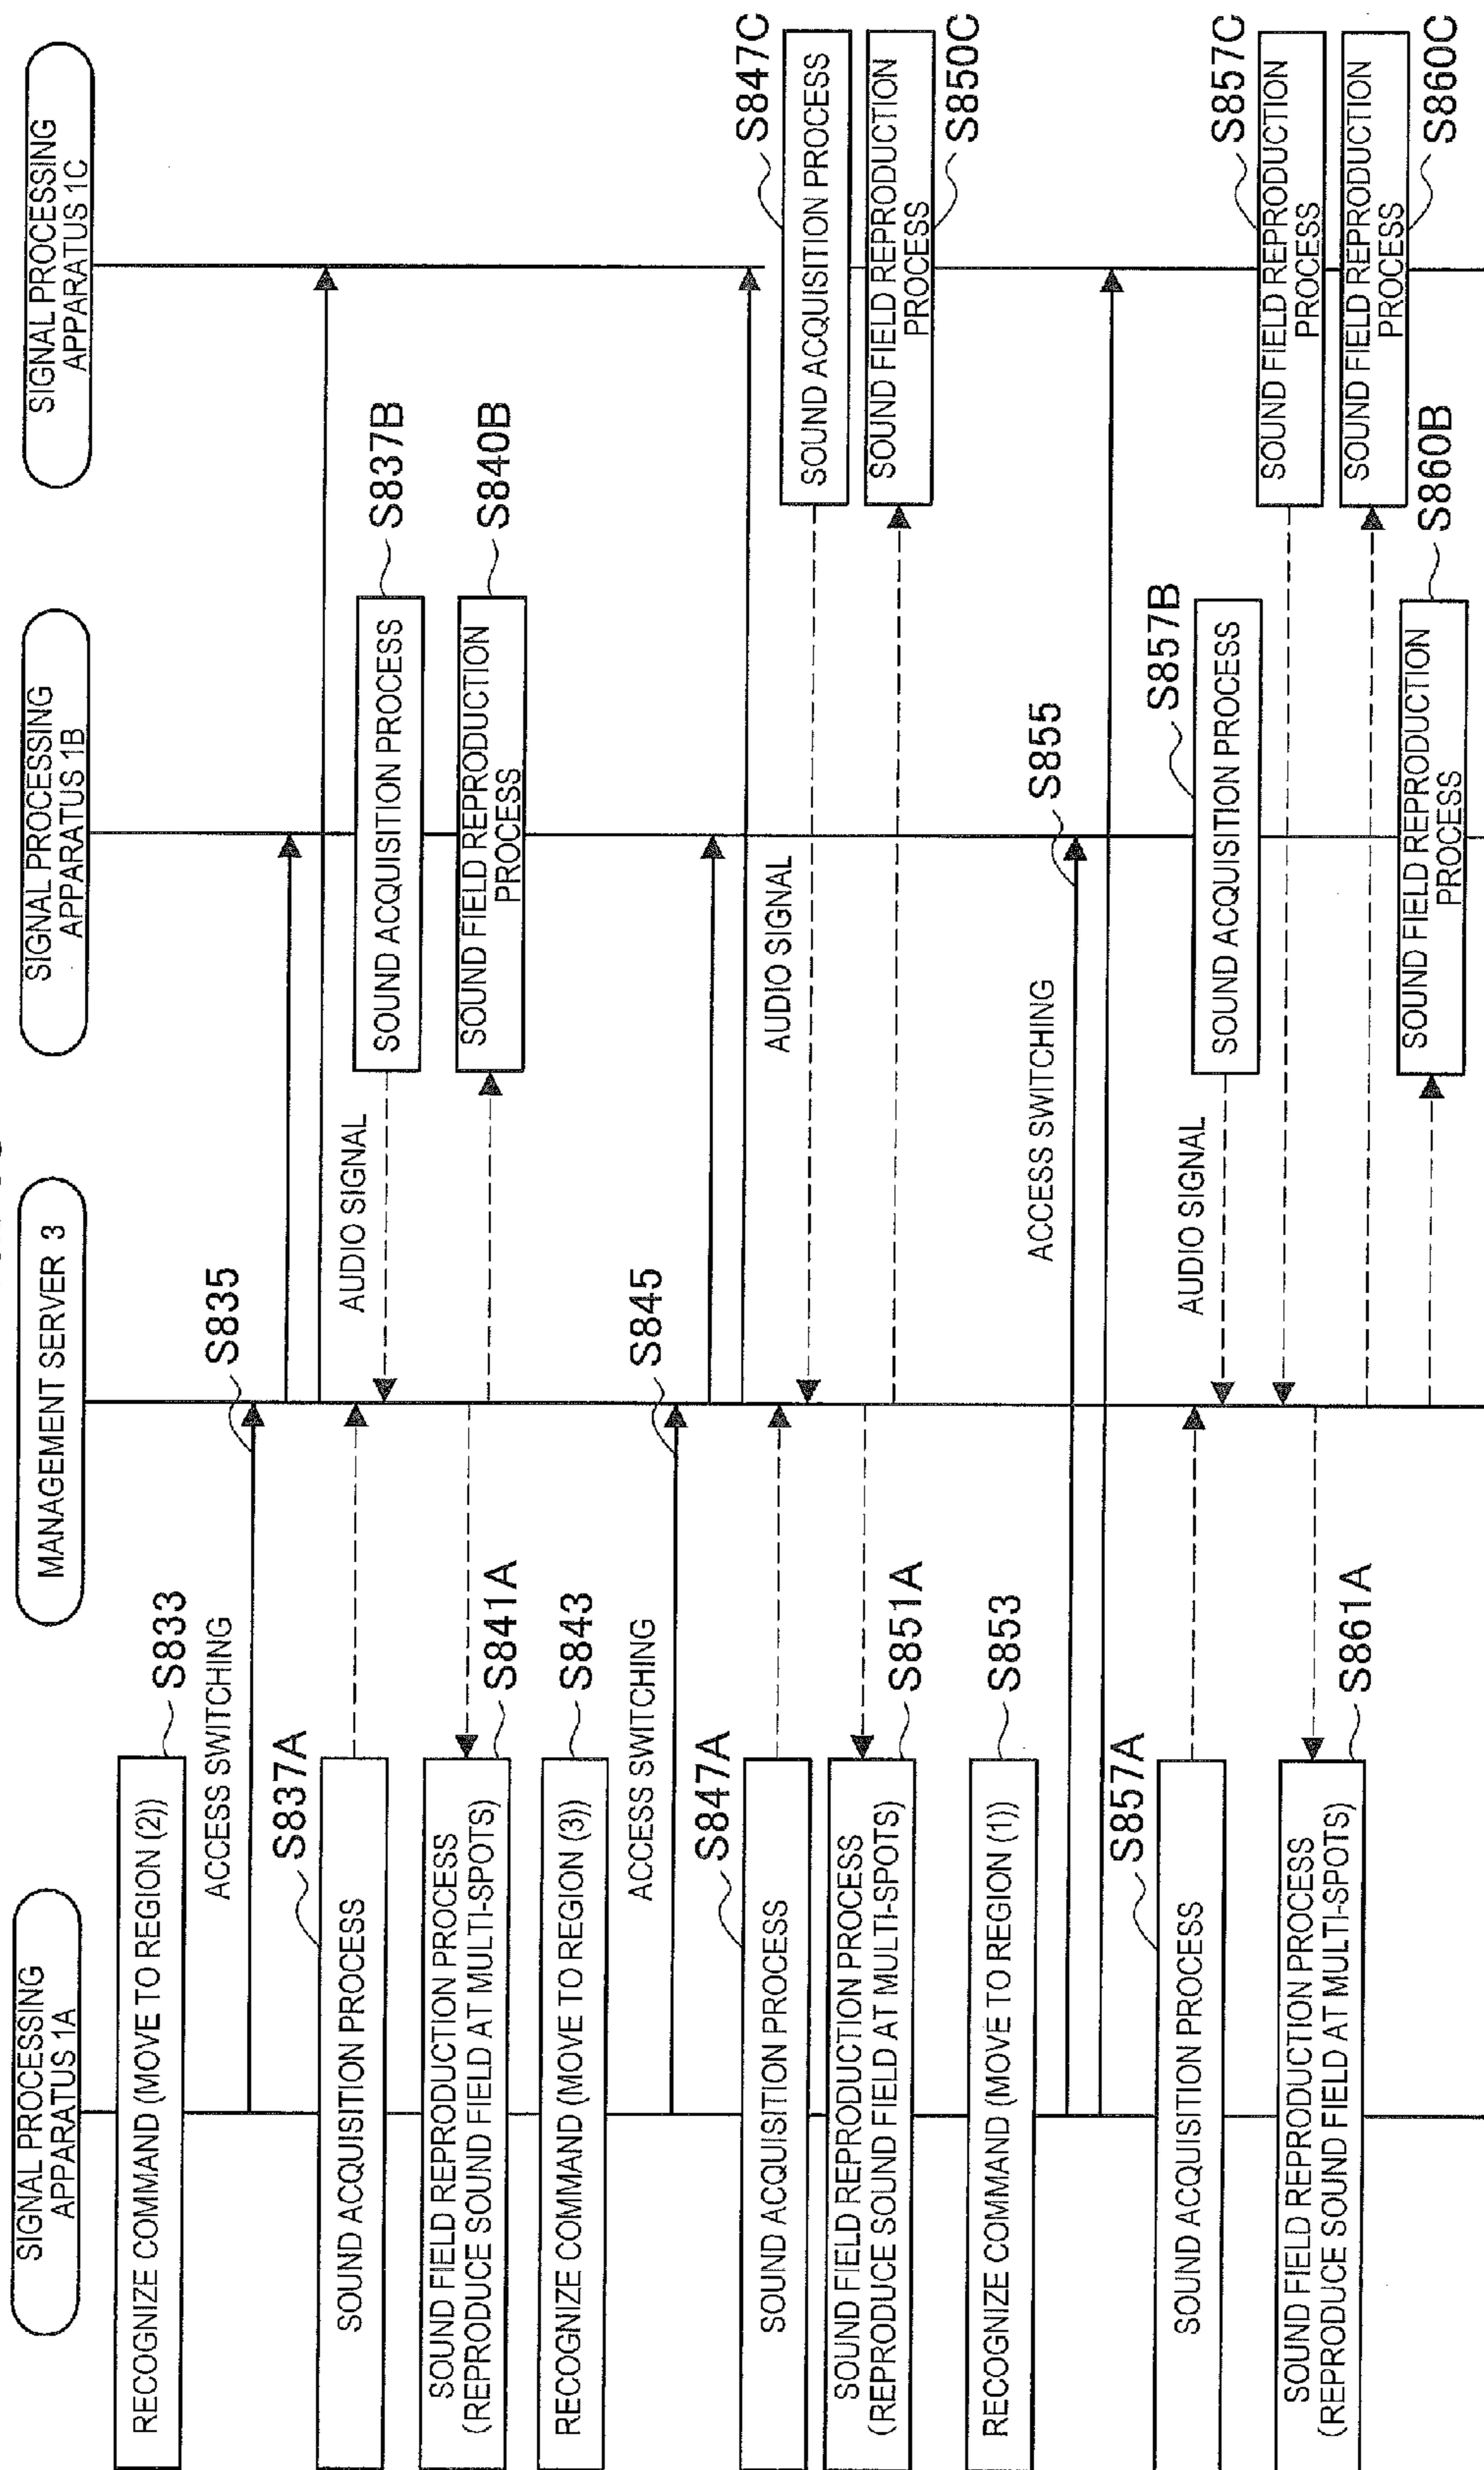 SIGNAL PROCESSING
APPARATUS 1A
MANAGEMENT SERVER 3
SIGNAL PROCESSING
APPARATUS 1B
SIGNAL PROCESSING
APPARATUS 1C
RECOGNIZE COMMAND (MOVE TO REGION (2))
S833
ACCESS SWITCHING
S835
S837A
SOUND ACQUISITION PROCESS
AUDIO SIGNAL
SOUND ACQUISITION PROCESS
S837B
SOUND FIELD REPRODUCTION PROCESS
(REPRODUCE SOUND FIELD AT MULTI-SPOTS)
S841A
SOUND FIELD REPRODUCTION
PROCESS
S840B
RECOGNIZE COMMAND (MOVE TO REGION (3))
S843
ACCESS SWITCHING
S845
S847A
SOUND ACQUISITION PROCESS
AUDIO SIGNAL
SOUND ACQUISITION PROCESS
S847C
SOUND FIELD REPRODUCTION PROCESS
(REPRODUCE SOUND FIELD AT MULTI-SPOTS)
S851A
SOUND FIELD REPRODUCTION
PROCESS
S850C
RECOGNIZE COMMAND (MOVE TO REGION (1))
S853
ACCESS SWITCHING
S855
S857A
SOUND ACQUISITION PROCESS
AUDIO SIGNAL
SOUND ACQUISITION PROCESS
S857B
SOUND FIELD REPRODUCTION
PROCESS
S857C
SOUND FIELD REPRODUCTION PROCESS
(REPRODUCE SOUND FIELD AT MULTI-SPOTS)
S861A
SOUND FIELD REPRODUCTION
PROCESS
S860C
SOUND FIELD REPRODUCTION
PROCESS
S860B